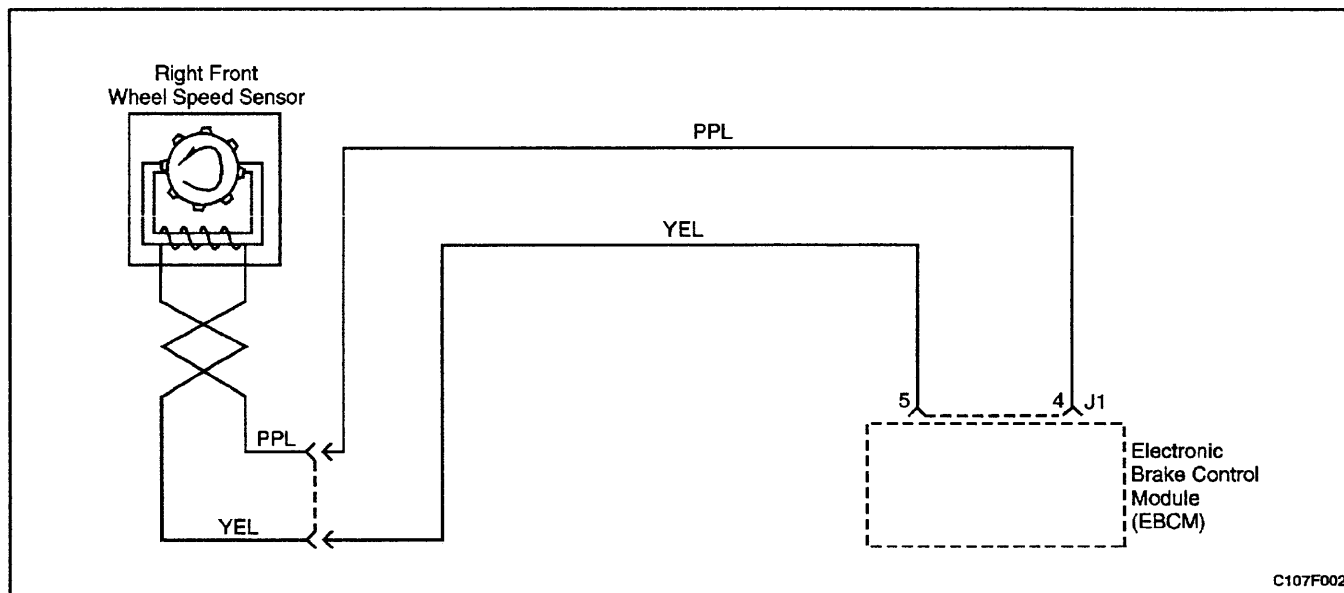 Right Front
Wheel Speed Sensor
PPL
YEL
5
4 J1
PPL
YEL
Electronic
Brake Control
Module
(EBCM)
C107F002